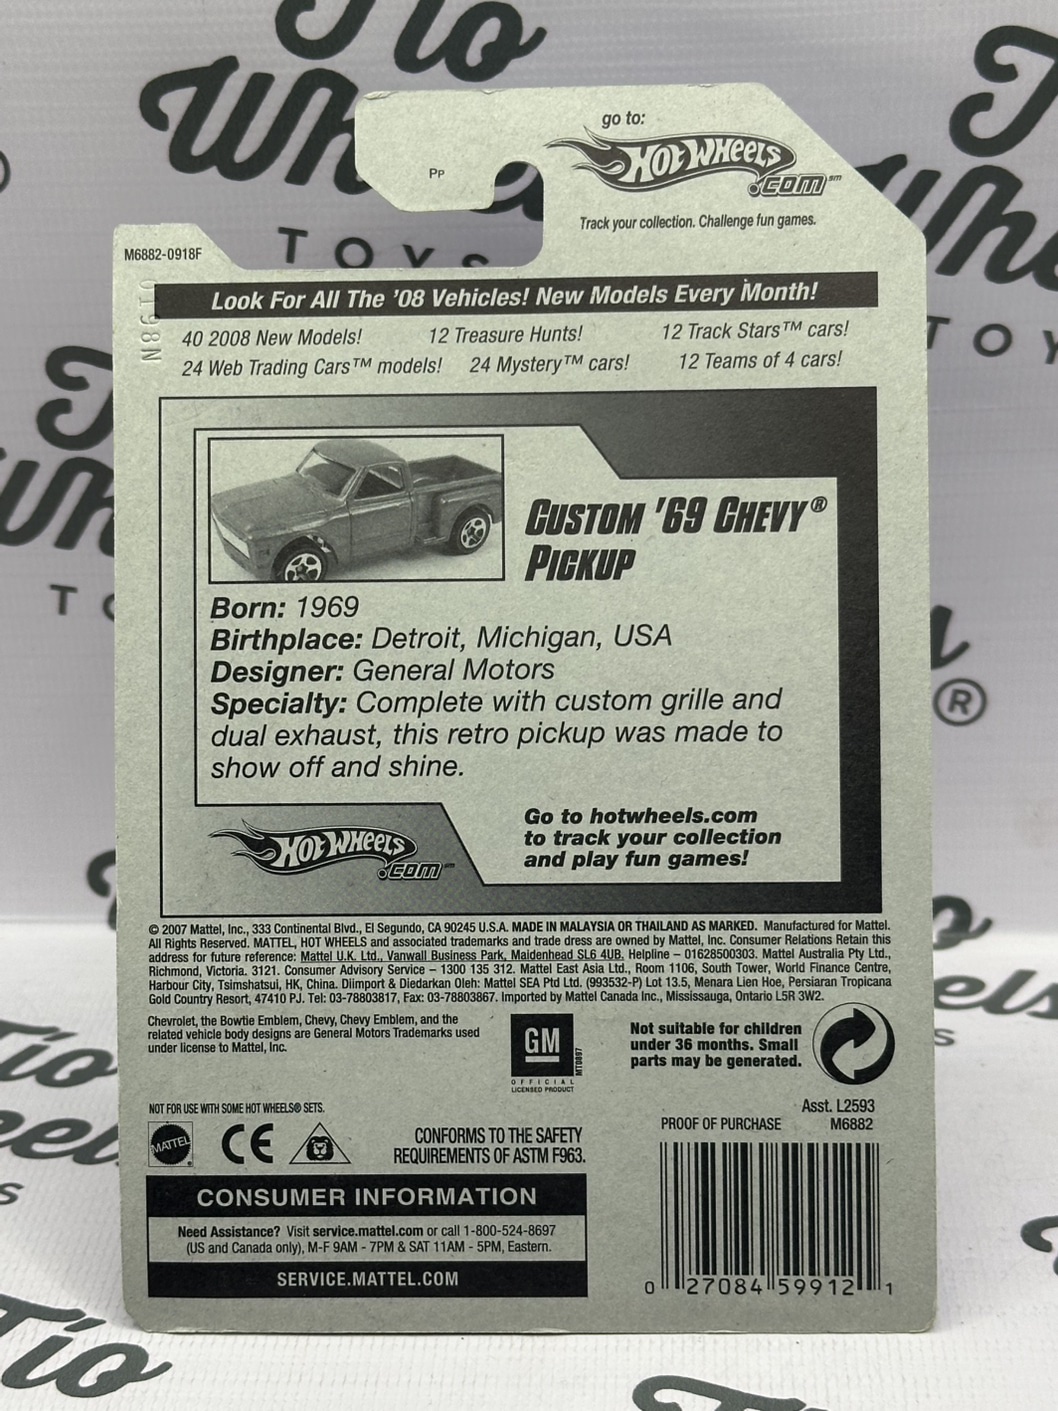 Tio
Wheels
TOYS
go to:
HOT WHEELS
.COM℠
Track your collection. Challenge fun games.
PP
M6882-0918F
0198N
Look For All The '08 Vehicles! New Models Every Month!
40 2008 New Models! 12 Treasure Hunts! 12 Track Stars™ cars!
24 Web Trading Cars™ models! 24 Mystery™ cars! 12 Teams of 4 cars!
CUSTOM '69 CHEVY®
PICKUP
Born: 1969
Birthplace: Detroit, Michigan, USA
Designer: General Motors
Specialty: Complete with custom grille and
dual exhaust, this retro pickup was made to
show off and shine.
HOT WHEELS
.COM™
Go to hotwheels.com
to track your collection
and play fun games!
© 2007 Mattel, Inc., 333 Continental Blvd., El Segundo, CA 90245 U.S.A. MADE IN MALAYSIA OR THAILAND AS MARKED. Manufactured for Mattel.
All Rights Reserved. MATTEL, HOT WHEELS and associated trademarks and trade dress are owned by Mattel, Inc. Consumer Relations Retain this
address for future reference: Mattel U.K. Ltd., Vanwall Business Park, Maidenhead SL6 4UB. Helpline – 01628500303. Mattel Australia Pty Ltd.,
Richmond, Victoria. 3121. Consumer Advisory Service – 1300 135 312. Mattel East Asia Ltd., Room 1106, South Tower, World Finance Centre,
Harbour City, Tsimshatsui, HK, China. Diimport & Diedarkan Oleh: Mattel SEA Ptd Ltd. (993532-P) Lot 13.5, Menara Lien Hoe, Persiaran Tropicana
Gold Country Resort, 47410 PJ. Tel: 03-78803817, Fax: 03-78803867. Imported by Mattel Canada Inc., Mississauga, Ontario L5R 3W2.
Chevrolet, the Bowtie Emblem, Chevy, Chevy Emblem, and the
related vehicle body designs are General Motors Trademarks used
under license to Mattel, Inc.
GM
MT0897
OFFICIAL
LICENSED PRODUCT
Not suitable for children
under 36 months. Small
parts may be generated.
NOT FOR USE WITH SOME HOT WHEELS® SETS.
MATTEL
CE
CONFORMS TO THE SAFETY
REQUIREMENTS OF ASTM F963.
Asst. L2593
PROOF OF PURCHASE M6882
CONSUMER INFORMATION
Need Assistance? Visit service.mattel.com or call 1-800-524-8697
(US and Canada only), M-F 9AM - 7PM & SAT 11AM - 5PM, Eastern.
SERVICE.MATTEL.COM
0 27084 59912 1
Tio